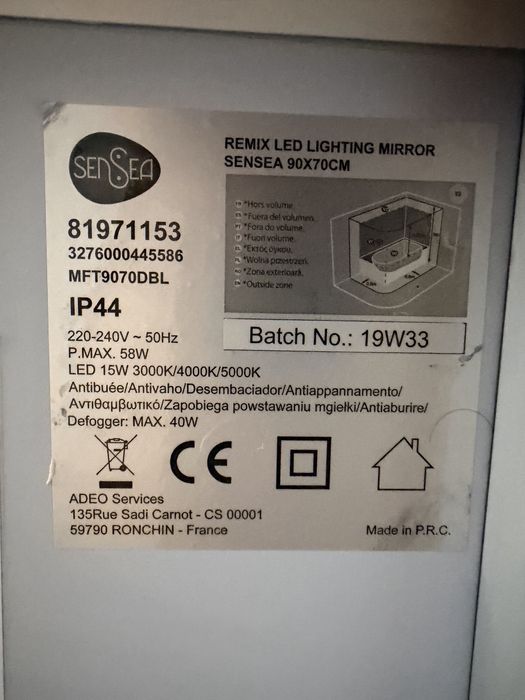 SENSEA
REMIX LED LIGHTING MIRROR
SENSEA 90X70CM
81971153
3276000445586
MFT9070DBL
IP44
*Hors volume
*Fuera del volumen
*Fora do volume
*Fuori volume
*Εκτός όγκου.
*Wolna przestrzeń.
*Zona exterioară.
*Outside zone
Batch No.: 19W33
220-240V ~ 50Hz
P.MAX. 58W
LED 15W 3000K/4000K/5000K
Antibuée/Antivaho/Desembaciador/Antiappannamento/
Αντιθαμβωτικό/Zapobiega powstawaniu mgiełki/Antiaburire/
Defogger: MAX. 40W
CE
ADEO Services
135Rue Sadi Carnot - CS 00001
59790 RONCHIN - France
Made in P.R.C.